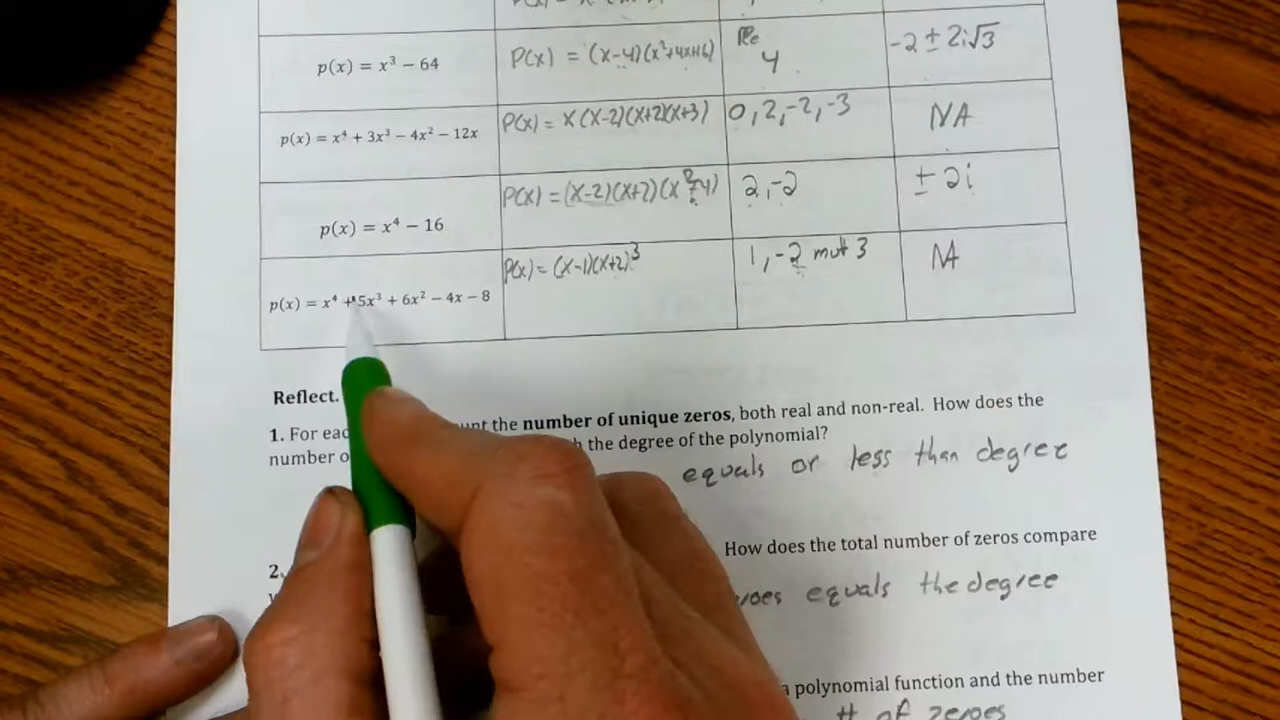 p(x) = x³ − 64 P(x) = (x−4)(x²+4x+16) Re 4 -2 ± 2i√3
p(x) = x⁴ + 3x³ − 4x² − 12x P(x) = x(x−2)(x+2)(x+3) 0, 2, -2, -3 NA
p(x) = x⁴ − 16 P(x) = (x−2)(x+2)(x²+4) 2, -2 ± 2i
p(x) = x⁴ + 5x³ + 6x² − 4x − 8 P(x) = (x−1)(x+2)³ 1, -2 mut 3 NA
Reflect.
1. For the number of unique zeros, both real and non-real. How does the
number the degree of the polynomial? equals or less than degree
2. How does the total number of zeros compare
equals the degree
a polynomial function and the number
# of zeroes